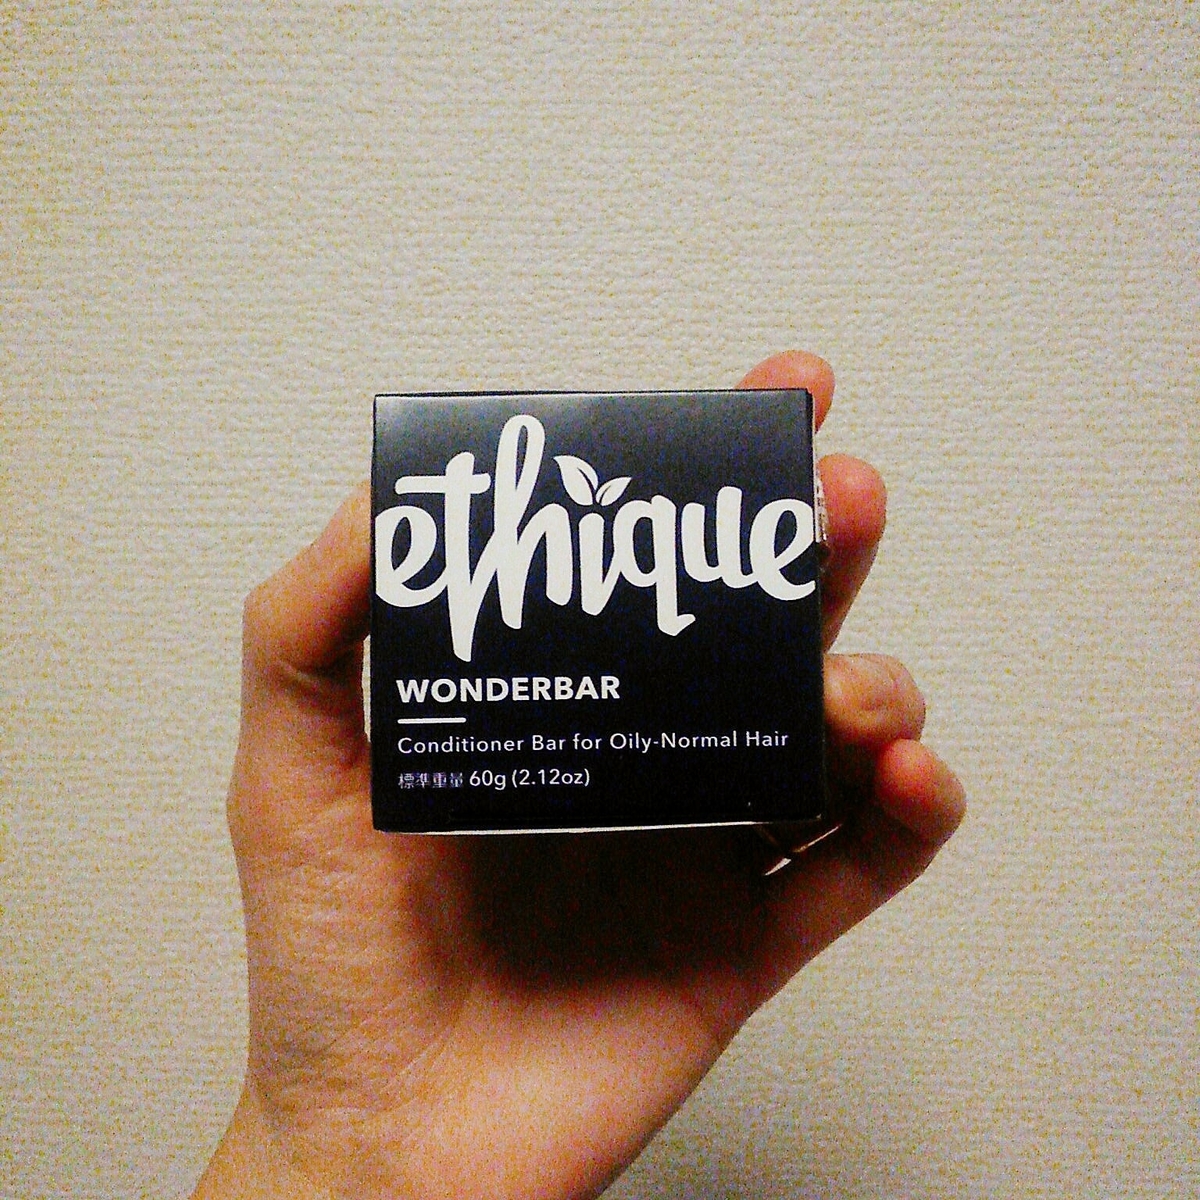 ethique
WONDERBAR
Conditioner Bar for Oily-Normal Hair
標準重量 60g (2.12oz)